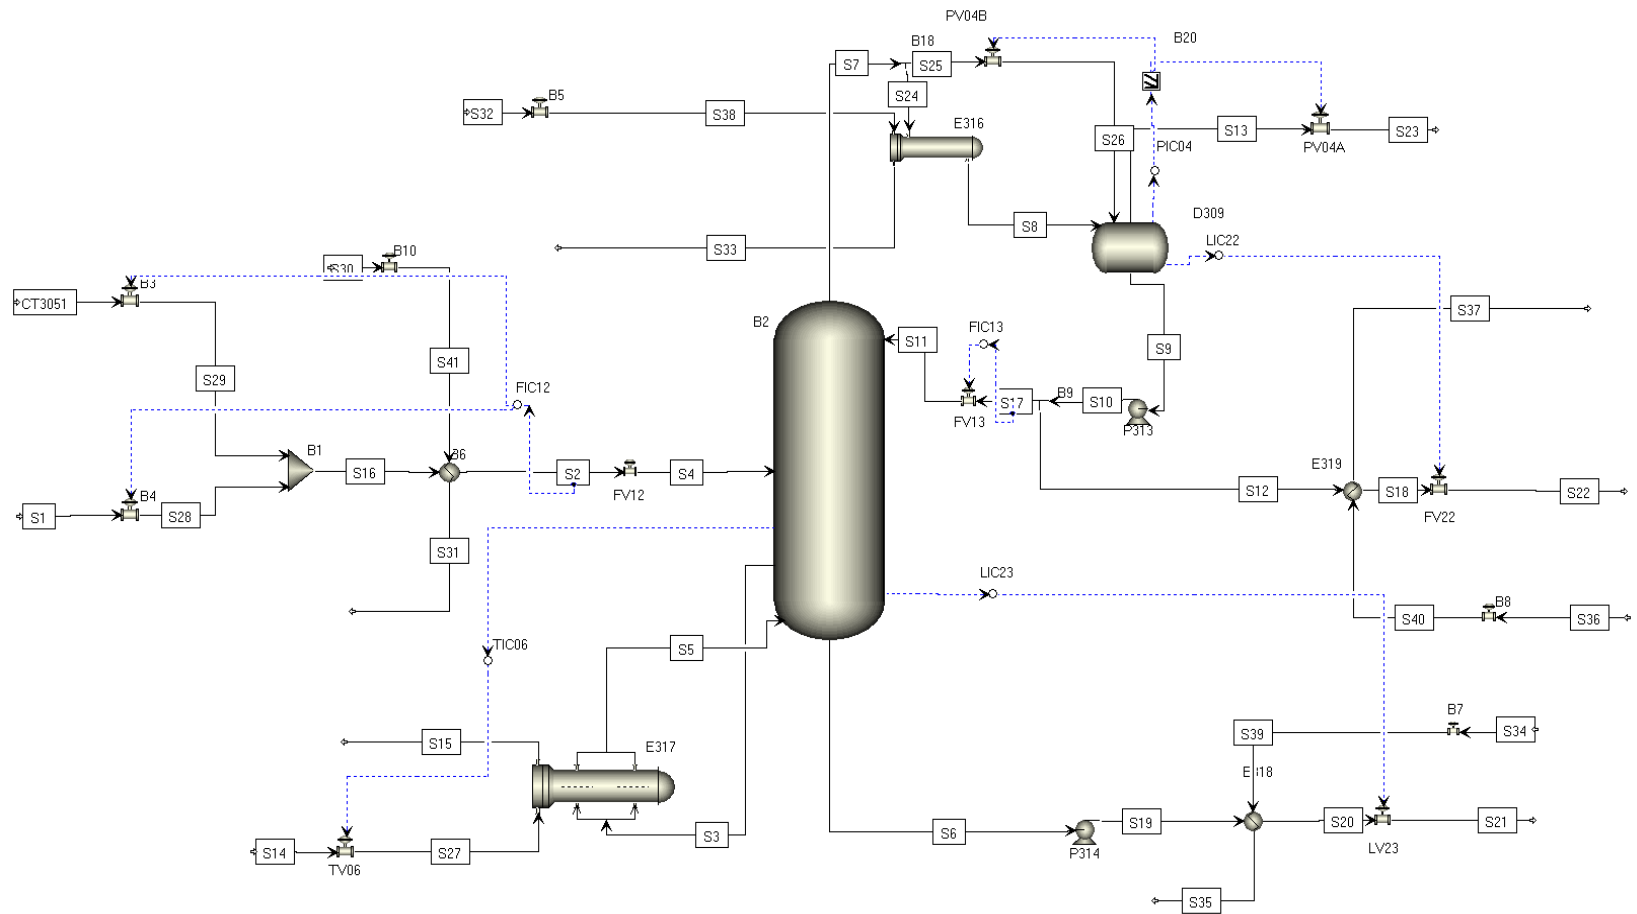 PV04B
B20
B18
S7
S25
S24
S32
B5
S38
E316
S26
S13
S23
PV04A
PIC04
D309
S8
LIC22
S33
B10
S30
B3
CT3051
S37
B2
FIC13
S11
S9
S41
S29
FIC12
S17
B9
S10
FV13
P313
B1
B6
S16
S2
S4
FV12
E319
S12
S18
S22
FV22
B4
S1
S28
S31
LIC23
B8
S40
S36
TIC06
S5
B7
S39
S34
S15
E317
E318
S3
S6
S19
S20
S21
P314
LV23
S14
S27
TV06
S35